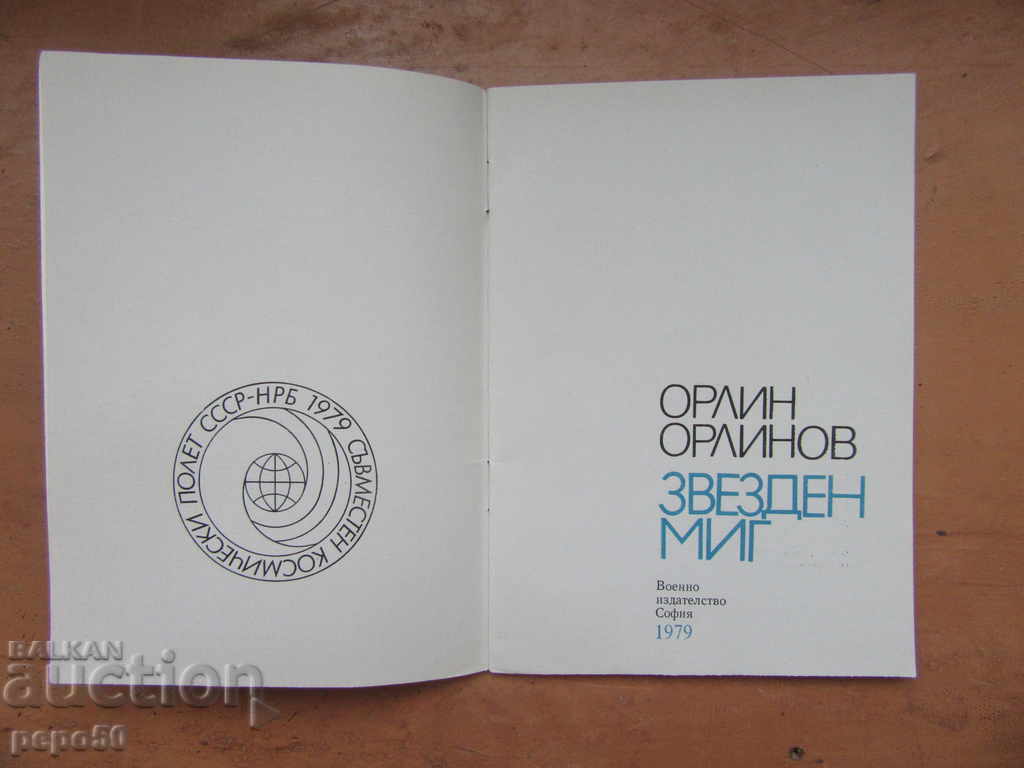 СЪВМЕСТЕН КОСМИЧЕСКИ ПОЛЕТ СССР-НРБ 1979
ОРЛИН
ОРЛИНОВ
ЗВЕЗДЕН
МИГ
Военно
издателство
София
1979
BALKAN
auction
pepo50